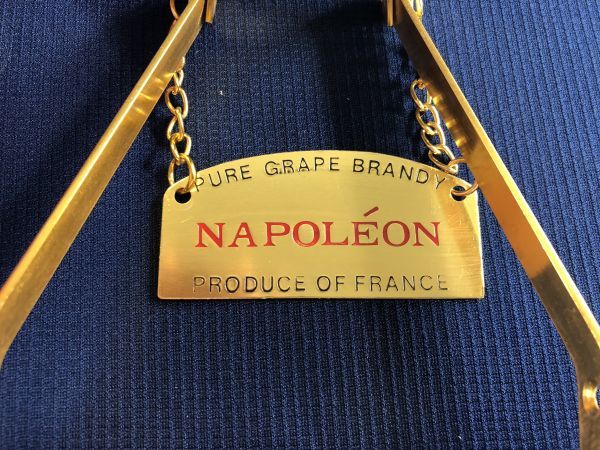 PURE GRAPE BRANDY
NAPOLÉON
PRODUCE OF FRANCE